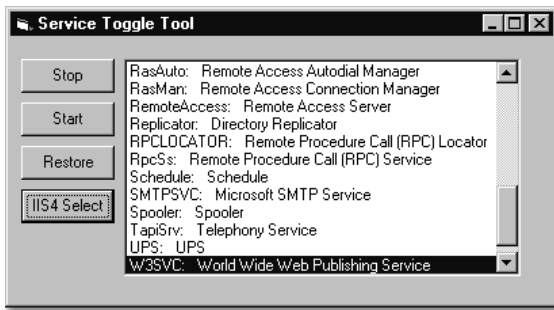 Service Toggle Tool
Stop
Start
Restore
IIS4 Select
RasAuto: Remote Access Autodial Manager
RasMan: Remote Access Connection Manager
RemoteAccess: Remote Access Server
Replicator: Directory Replicator
RPCLOCATOR: Remote Procedure Call (RPC) Locator
RpcSs: Remote Procedure Call (RPC) Service
Schedule: Schedule
SMTPSVC: Microsoft SMTP Service
Spooler: Spooler
TapiSrv: Telephony Service
UPS: UPS
W3SVC: World Wide Web Publishing Service